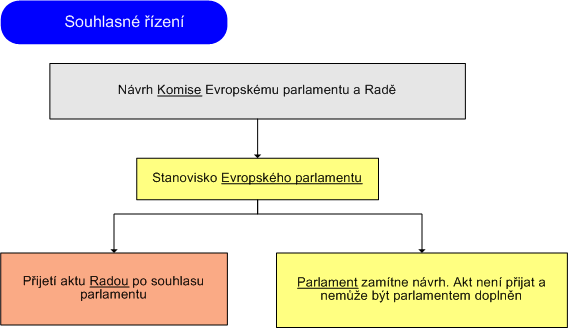 Souhlasné řízení
Návrh Komise Evropskému parlamentu a Radě
Stanovisko Evropského parlamentu
Přijetí aktu Radou po souhlasu
parlamentu
Parlament zamítne návrh. Akt není přijat a
nemůže být parlamentem doplněn